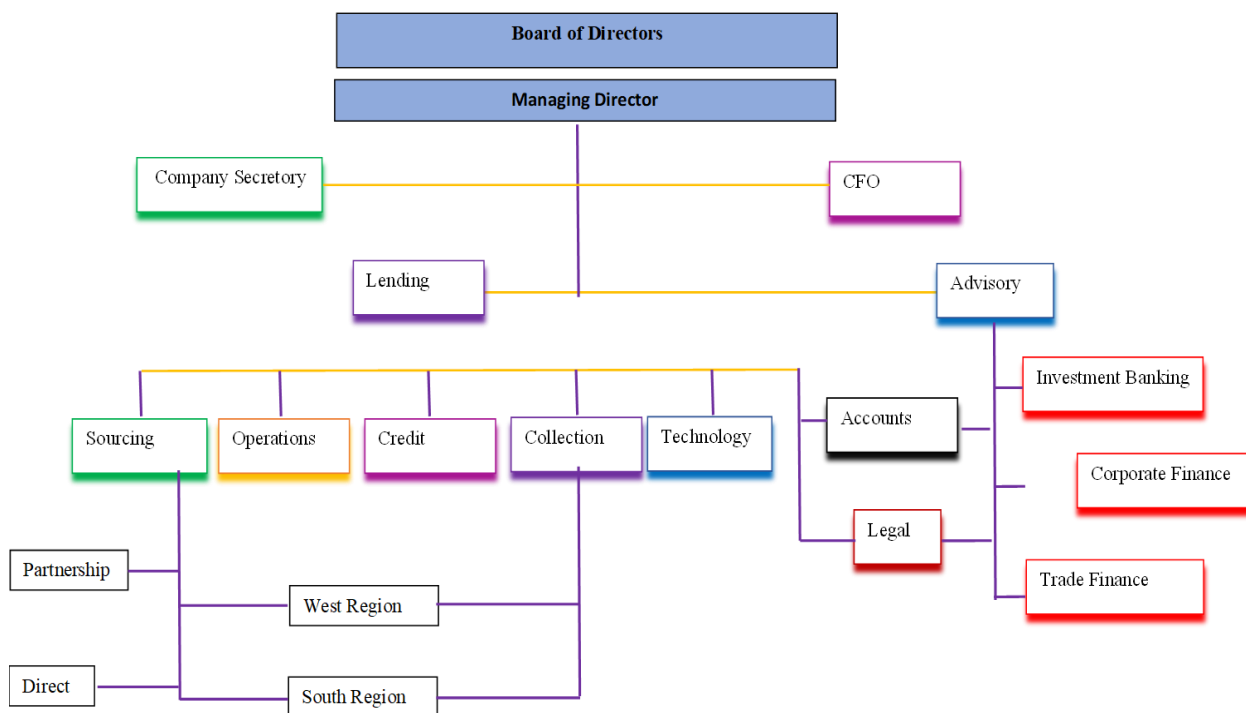 Board of Directors
Managing Director
Company Secretory
CFO
Lending
Advisory
Investment Banking
Accounts
Sourcing
Operations
Credit
Collection
Technology
Corporate Finance
Legal
Partnership
Trade Finance
West Region
Direct
South Region